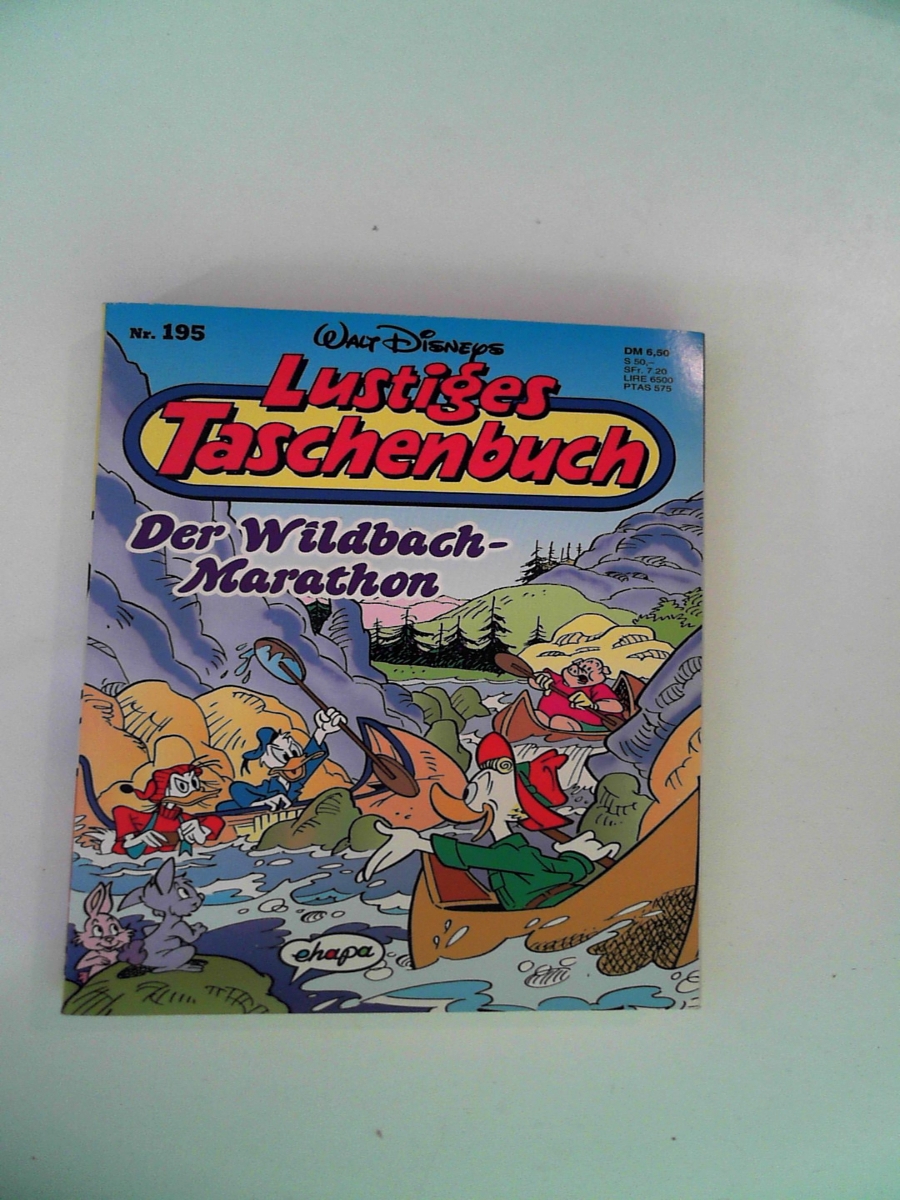 Nr. 195
Walt Disneys
DM 6,50
S 50,-
SFr. 7.20
LIRE 6500
PTAS 575
Lustiges
Taschenbuch
Der Wildbach-
Marathon
ehapa